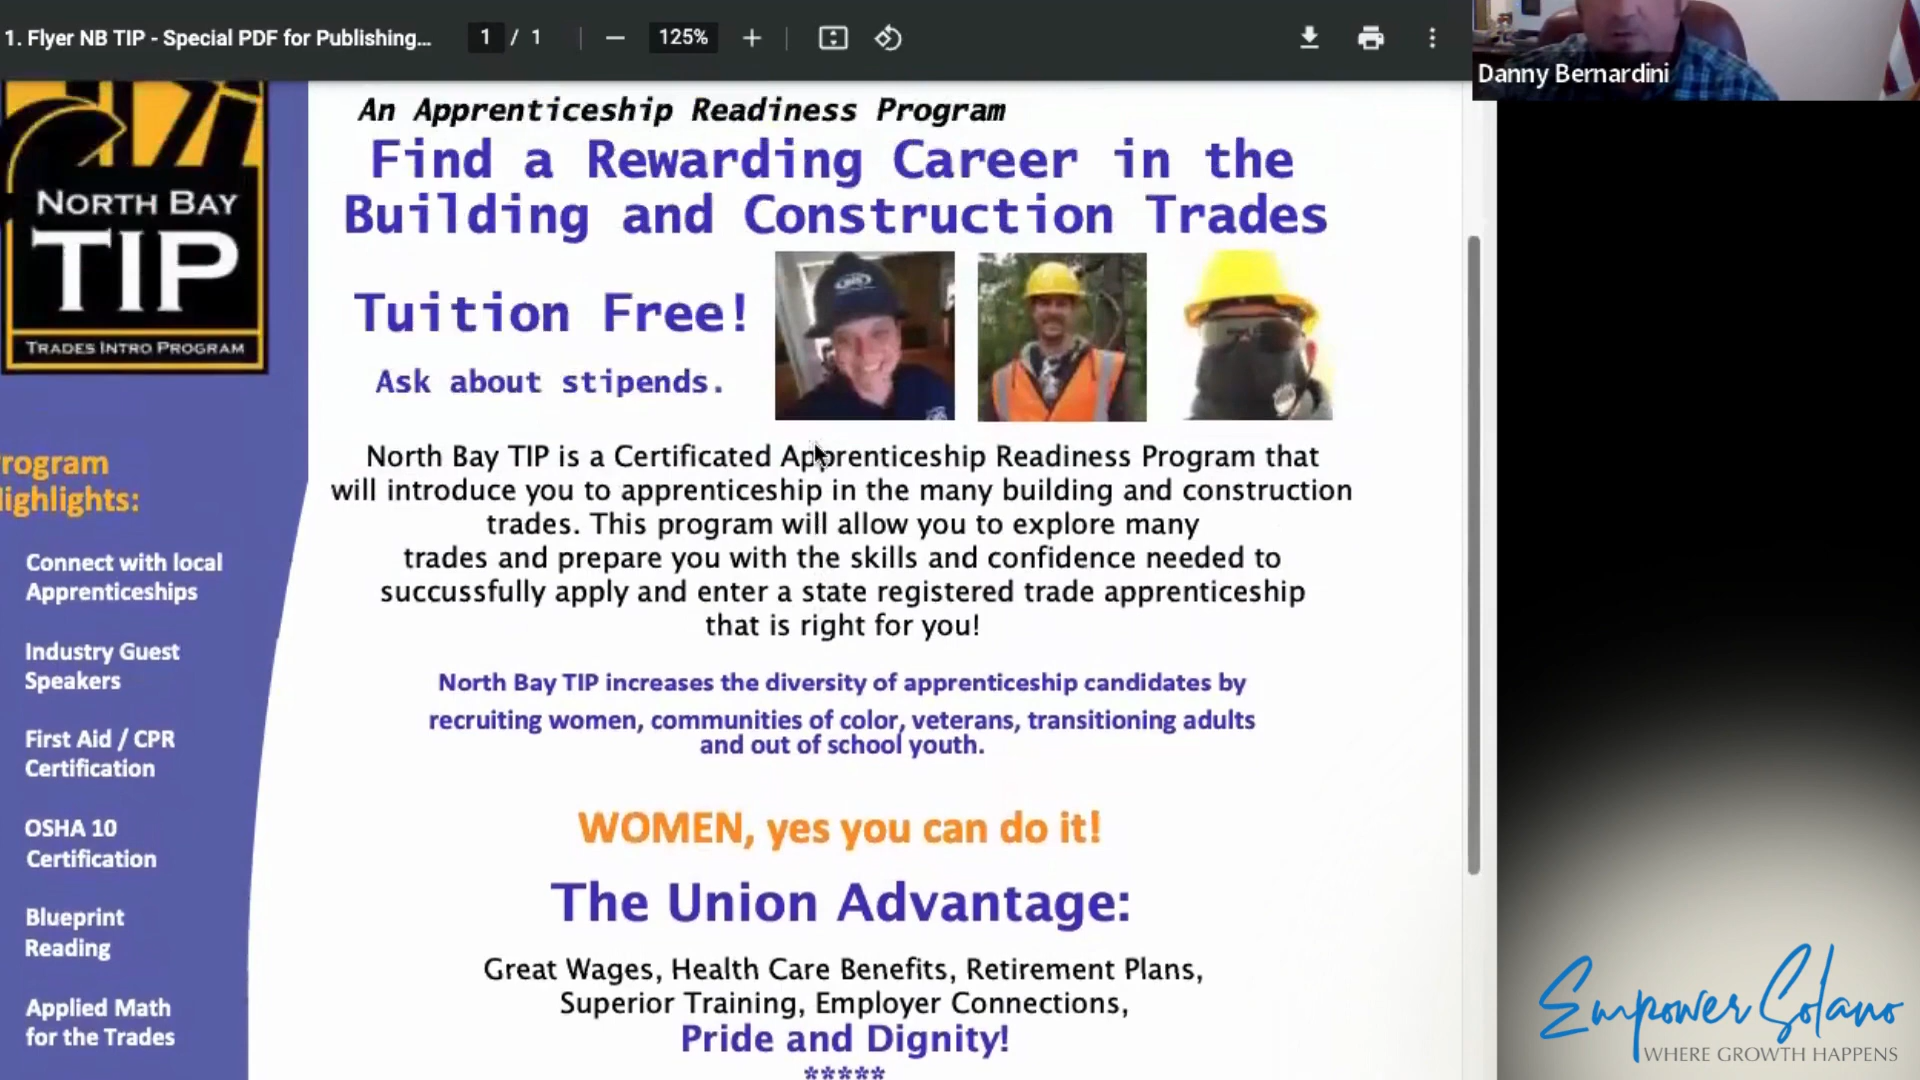 1. Flyer NB TIP - Special PDF for Publishing...
1 / 1
125%
Danny Bernardini
NORTH BAY
TIP
TRADES INTRO PROGRAM
rogram
ighlights:
Connect with local
Apprenticeships
Industry Guest
Speakers
First Aid / CPR
Certification
OSHA 10
Certification
Blueprint
Reading
Applied Math
for the Trades
An Apprenticeship Readiness Program
Find a Rewarding Career in the
Building and Construction Trades
Tuition Free!
Ask about stipends.
North Bay TIP is a Certificated Apprenticeship Readiness Program that
will introduce you to apprenticeship in the many building and construction
trades. This program will allow you to explore many
trades and prepare you with the skills and confidence needed to
succussfully apply and enter a state registered trade apprenticeship
that is right for you!
North Bay TIP increases the diversity of apprenticeship candidates by
recruiting women, communities of color, veterans, transitioning adults
and out of school youth.
WOMEN, yes you can do it!
The Union Advantage:
Great Wages, Health Care Benefits, Retirement Plans,
Superior Training, Employer Connections,
Pride and Dignity!
*****
Empower Solano
WHERE GROWTH HAPPENS